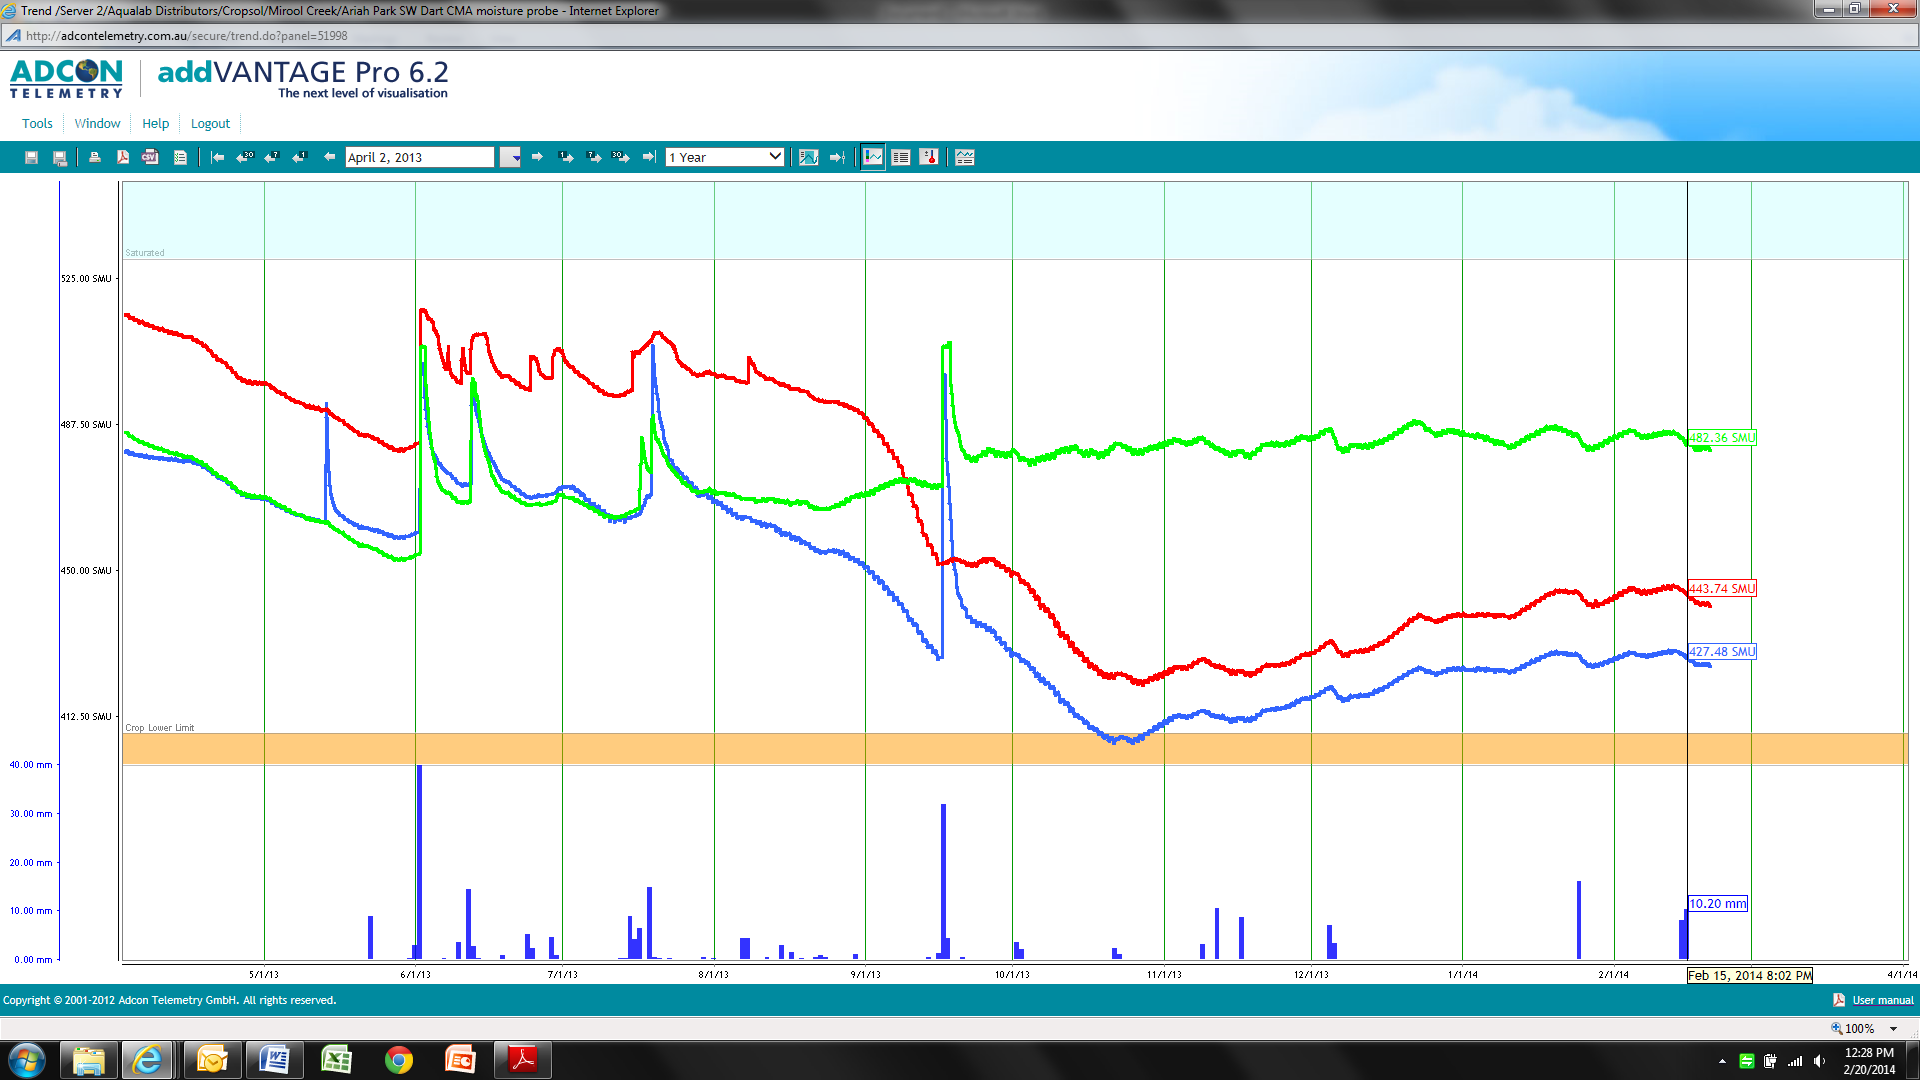 Trend /Server 2/Aqualab Distributors/Cropsol/Mirool Creek/Ariah Park SW Dart CMA moisture probe - Internet Explorer
http://adcontelemetry.com.au/secure/trend.do?panel=51998
ADCON TELEMETRY
addVANTAGE Pro 6.2
The next level of visualisation
Tools Window Help Logout
30 7 1 April 2, 2013 1 7 30 1 Year
Saturated
525.00 SMU
487.50 SMU
482.36 SMU
450.00 SMU
443.74 SMU
427.48 SMU
412.50 SMU
Crop Lower Limit
40.00 mm
30.00 mm
20.00 mm
10.00 mm
10.20 mm
0.00 mm
5/1/13 6/1/13 7/1/13 8/1/13 9/1/13 10/1/13 11/1/13 12/1/13 1/1/14 2/1/14 Feb 15, 2014 8:02 PM 4/1/14
Copyright © 2001-2012 Adcon Telemetry GmbH. All rights reserved.
User manual
100%
12:28 PM
2/20/2014